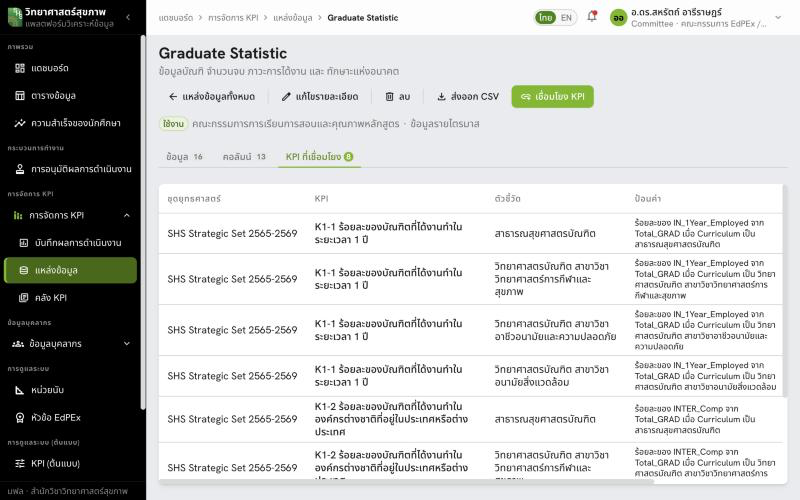 วิทยาศาสตร์สุขภาพ
แพลตฟอร์มวิเคราะห์ข้อมูล
ภาพรวม
แดชบอร์ด
ตารางข้อมูล
ความสำเร็จของนักศึกษา
กระบวนการทำงาน
การอนุมัติผลการดำเนินงาน
การจัดการ KPI
การจัดการ KPI
บันทึกผลการดำเนินงาน
แหล่งข้อมูล
คลัง KPI
ข้อมูลบุคลากร
ข้อมูลบุคลากร
การดูแลระบบ
หน่วยนับ
หัวข้อ EdPEx
การดูแลระบบ (ต้นแบบ)
KPI (ต้นแบบ)
มฟล · สำนักวิชาวิทยาศาสตร์สุขภาพ
แดชบอร์ด > การจัดการ KPI > แหล่งข้อมูล > Graduate Statistic
ไทย EN
ออ
อ.ดร.สหรัถก์ อารีราษฎร์
Committee · คณะกรรมการ EdPEx /...
Graduate Statistic
ข้อมูลบัณฑิต จำนวนจบ ภาวะการได้งาน และ ทักษาะแห่งอนาคต
แหล่งข้อมูลทั้งหมด
แก้ไขรายละเอียด
ลบ
ส่งออก CSV
เชื่อมโยง KPI
ใช้งาน คณะกรรมการการเรียนการสอนและคุณภาพหลักสูตร · ข้อมูลรายไตรมาส
ข้อมูล 16 คอลัมน์ 13 KPI ที่เชื่อมโยง 8
ชุดยุทธศาสตร์ KPI ตัวชี้วัด ป้อนค่า
SHS Strategic Set 2565-2569
K1-1 ร้อยละของบัณฑิตที่ได้งานทำใน
ระยะเวลา 1 ปี
สาธารณสุขศาสตรบัณฑิต
ร้อยละของ IN_1Year_Employed จาก
Total_GRAD เมื่อ Curriculum เป็น
สาธารณสุขศาสตรบัณฑิต
SHS Strategic Set 2565-2569
K1-1 ร้อยละของบัณฑิตที่ได้งานทำใน
ระยะเวลา 1 ปี
วิทยาศาสตรบัณฑิต สาขาวิชา
วิทยาศาสตร์การกีฬาและ
สุขภาพ
ร้อยละของ IN_1Year_Employed จาก
Total_GRAD เมื่อ Curriculum เป็น วิทยา
ศาสตรบัณฑิต สาขาวิชาวิทยาศาสตร์การ
กีฬาและสุขภาพ
SHS Strategic Set 2565-2569
K1-1 ร้อยละของบัณฑิตที่ได้งานทำใน
ระยะเวลา 1 ปี
วิทยาศาสตรบัณฑิต สาขาวิชา
อาชีวอนามัยและความปลอดภัย
ร้อยละของ IN_1Year_Employed จาก
Total_GRAD เมื่อ Curriculum เป็น วิทยา
ศาสตรบัณฑิต สาขาวิชาอาชีวอนามัยและ
ความปลอดภัย
SHS Strategic Set 2565-2569
K1-1 ร้อยละของบัณฑิตที่ได้งานทำใน
ระยะเวลา 1 ปี
วิทยาศาสตรบัณฑิต สาขาวิชา
อนามัยสิ่งแวดล้อม
ร้อยละของ IN_1Year_Employed จาก
Total_GRAD เมื่อ Curriculum เป็น วิทยา
ศาสตรบัณฑิต สาขาวิชาอนามัยสิ่งแวดล้อม
SHS Strategic Set 2565-2569
K1-2 ร้อยละของบัณฑิตที่ได้งานทำใน
องค์กรต่างชาติที่อยู่ในประเทศหรือต่าง
ประเทศ
สาธารณสุขศาสตรบัณฑิต
ร้อยละของ INTER_Comp จาก
Total_GRAD เมื่อ Curriculum เป็น
สาธารณสุขศาสตรบัณฑิต
SHS Strategic Set 2565-2569
K1-2 ร้อยละของบัณฑิตที่ได้งานทำใน
องค์กรต่างชาติที่อยู่ในประเทศหรือต่าง
วิทยาศาสตรบัณฑิต สาขาวิชา
วิทยาศาสตร์การกีฬาและ
ร้อยละของ INTER_Comp จาก
Total_GRAD เมื่อ Curriculum เป็น วิทยา
ศาสตรบัณฑิต สาขาวิชาวิทยาศาสตร์การ